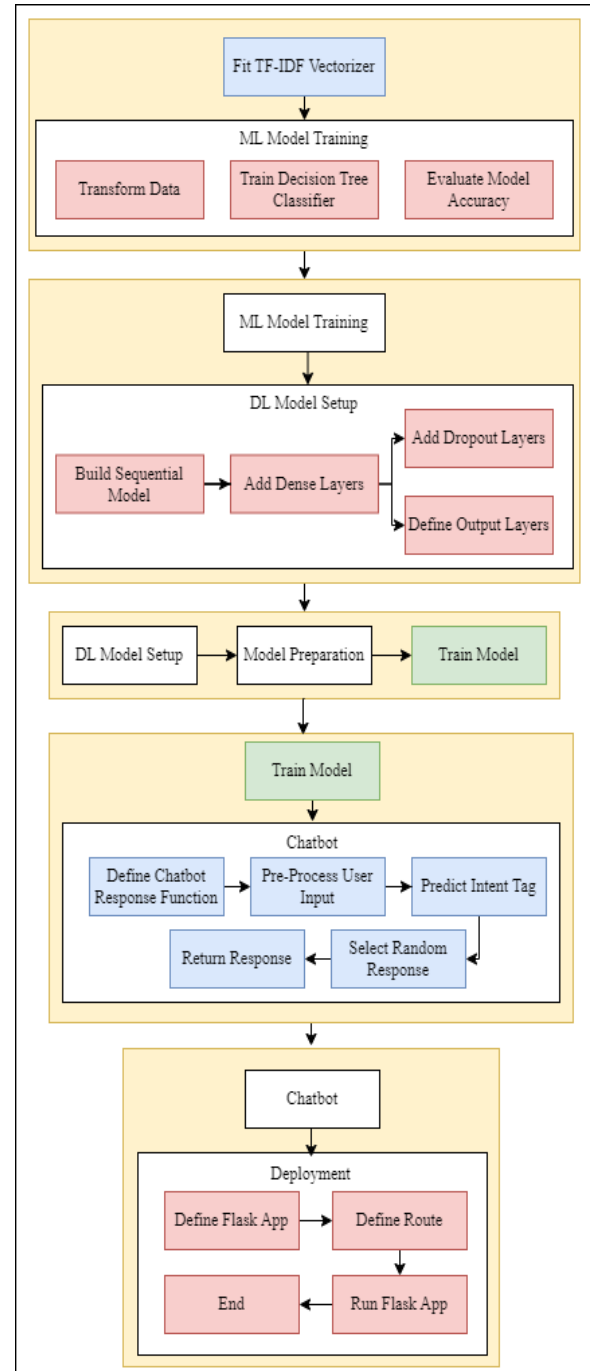 Fit TF-IDF Vectorizer
ML Model Training
Transform Data
Train Decision Tree
Classifier
Evaluate Model
Accuracy
ML Model Training
DL Model Setup
Build Sequential
Model
Add Dense Layers
Add Dropout Layers
Define Output Layers
DL Model Setup
Model Preparation
Train Model
Train Model
Chatbot
Define Chatbot
Response Function
Pre-Process User
Input
Predict Intent Tag
Select Random
Response
Return Response
Chatbot
Deployment
Define Flask App
Define Route
Run Flask App
End